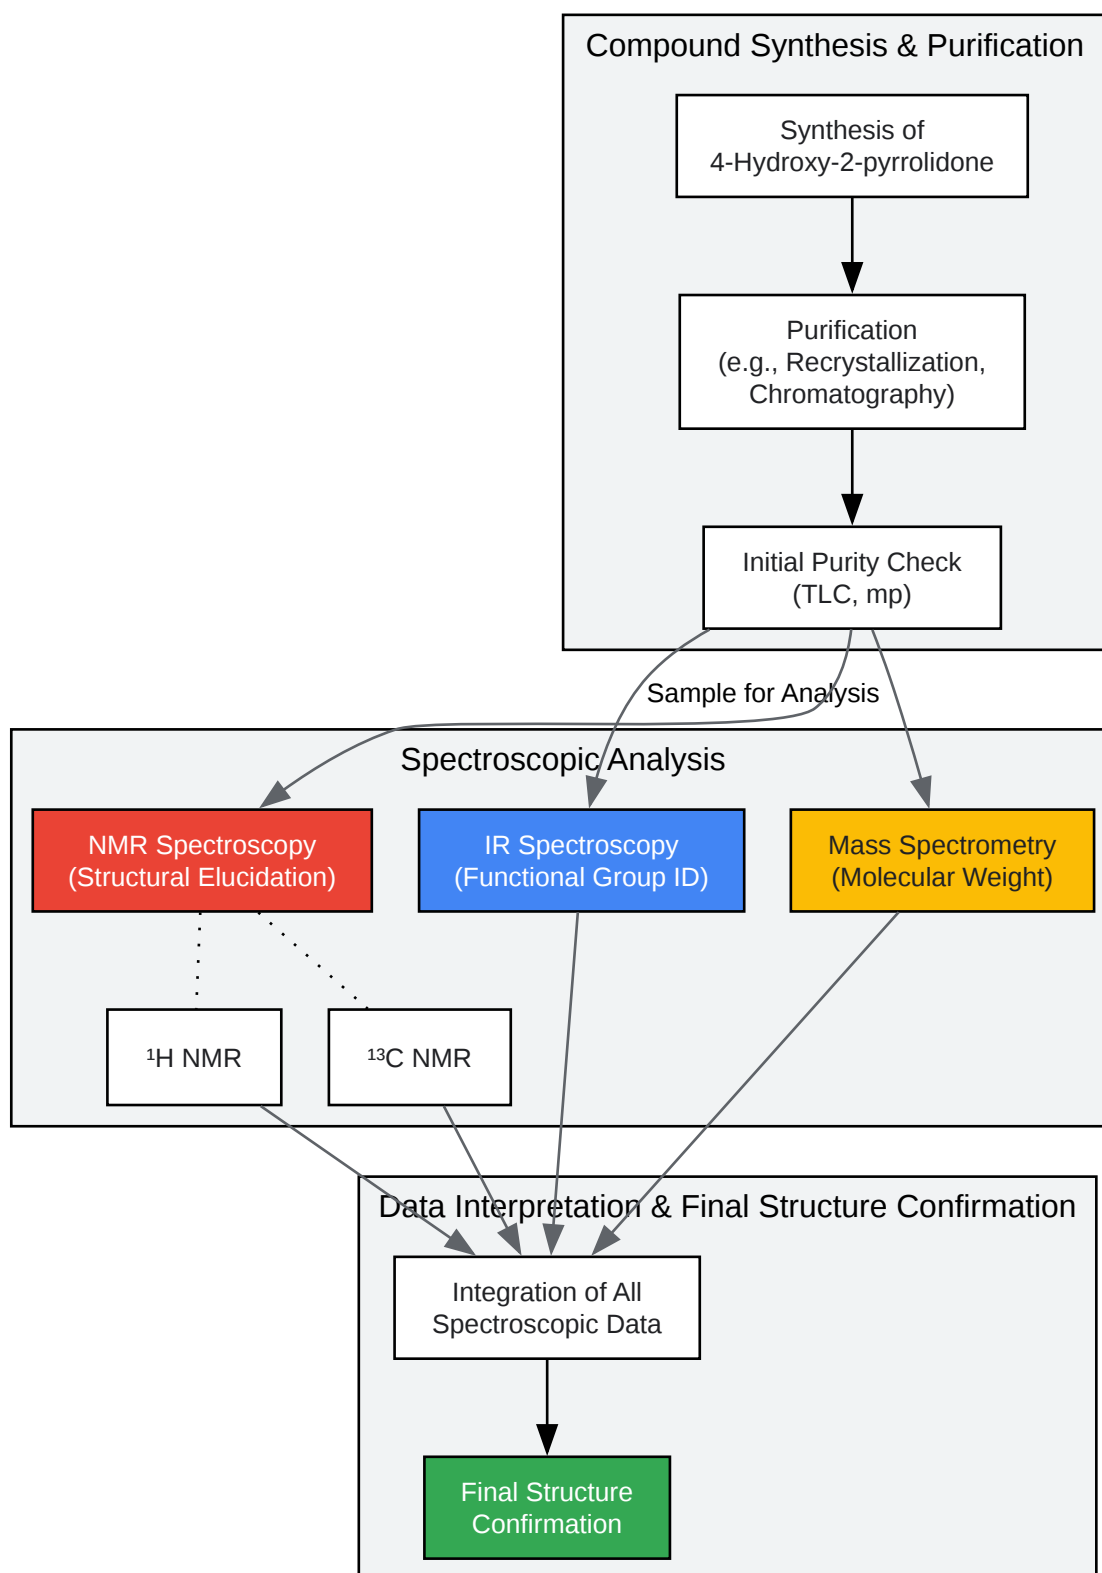 Compound Synthesis & Purification
Synthesis of
4-Hydroxy-2-pyrrolidone
Purification
(e.g., Recrystallization,
Chromatography)
Initial Purity Check
(TLC, mp)
Sample for Analysis
Spectroscopic Analysis
NMR Spectroscopy
(Structural Elucidation)
IR Spectroscopy
(Functional Group ID)
Mass Spectrometry
(Molecular Weight)
¹H NMR
¹³C NMR
Data Interpretation & Final Structure Confirmation
Integration of All
Spectroscopic Data
Final Structure
Confirmation